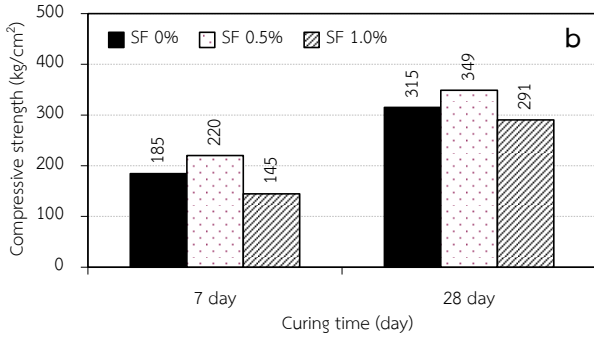 Compressive strength (kg/cm²)
500
400
300
200
100
0
SF 0% SF 0.5% SF 1.0%
b
185
220
145
315
349
291
7 day
28 day
Curing time (day)